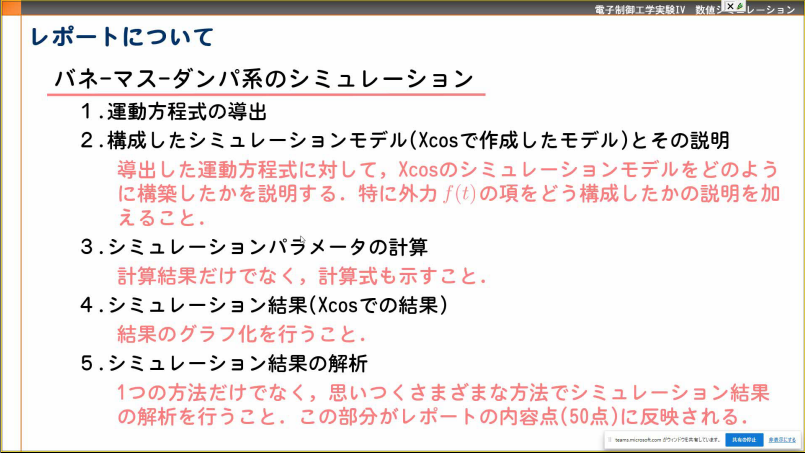 電子制御工学実験IV 数値シミュレーション
レポートについて
バネ-マス-ダンパ系のシミュレーション
1.運動方程式の導出
2.構成したシミュレーションモデル(Xcosで作成したモデル)とその説明
導出した運動方程式に対して，Xcosのシミュレーションモデルをどのよう
に構築したかを説明する．特に外力 f(t)の項をどう構成したかの説明を加
えること．
3.シミュレーションパラメータの計算
計算結果だけでなく，計算式も示すこと．
4.シミュレーション結果(Xcosでの結果)
結果のグラフ化を行うこと．
5.シミュレーション結果の解析
1つの方法だけでなく，思いつくさまざまな方法でシミュレーション結果
の解析を行うこと．この部分がレポートの内容点(50点)に反映される．
teams.microsoft.com がウィンドウを共有しています。 共有の停止 非表示にする